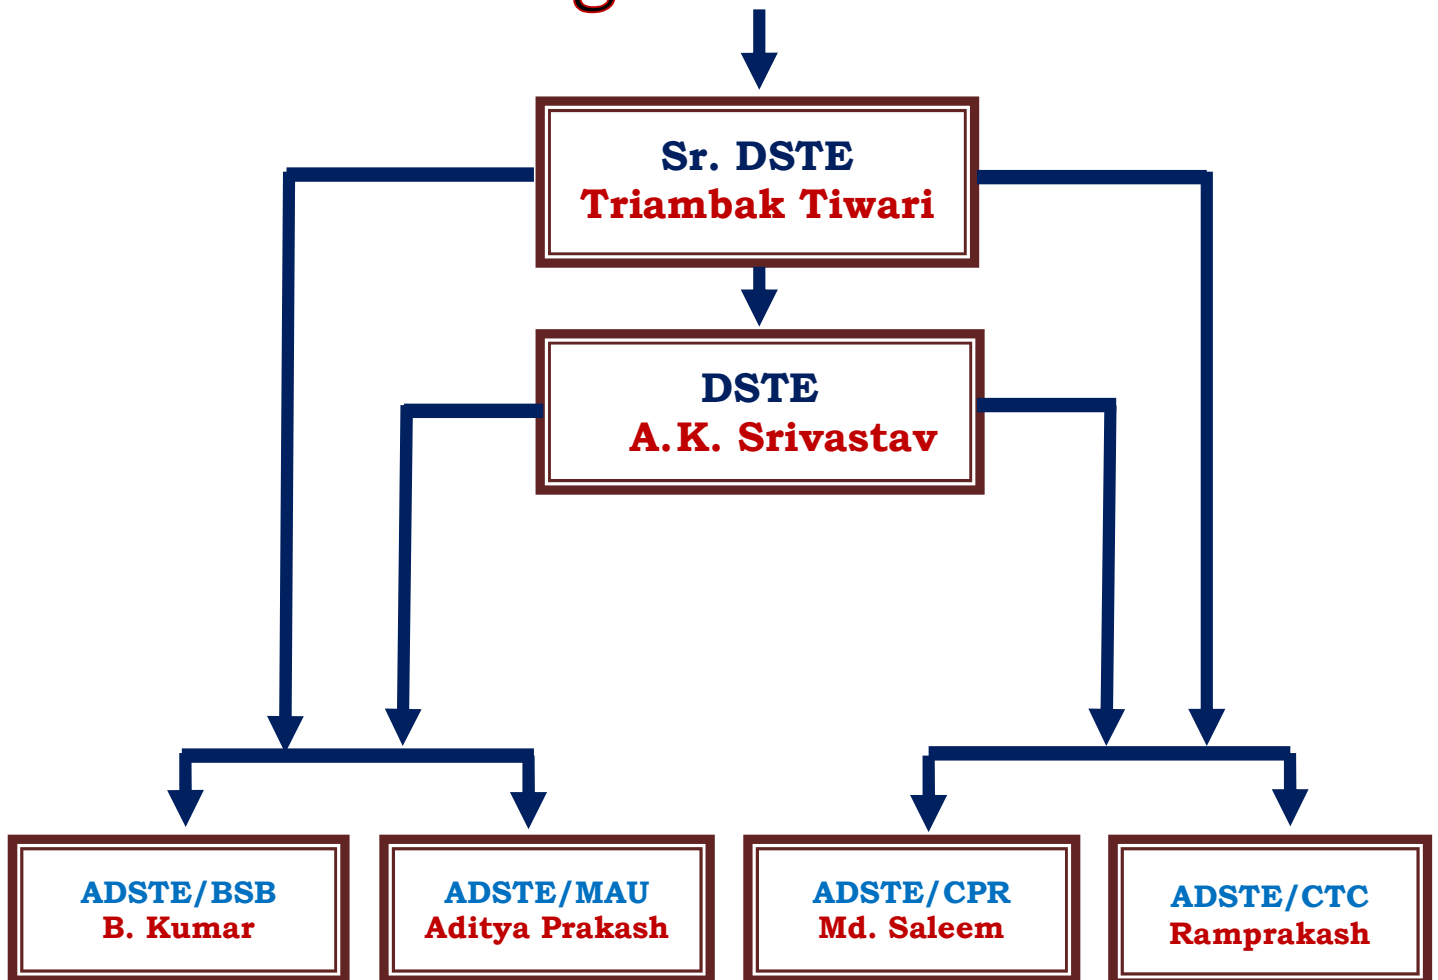 Sr. DSTE
Triambak Tiwari
DSTE
A.K. Srivastav
ADSTE/BSB
B. Kumar
ADSTE/MAU
Aditya Prakash
ADSTE/CPR
Md. Saleem
ADSTE/CTC
Ramprakash